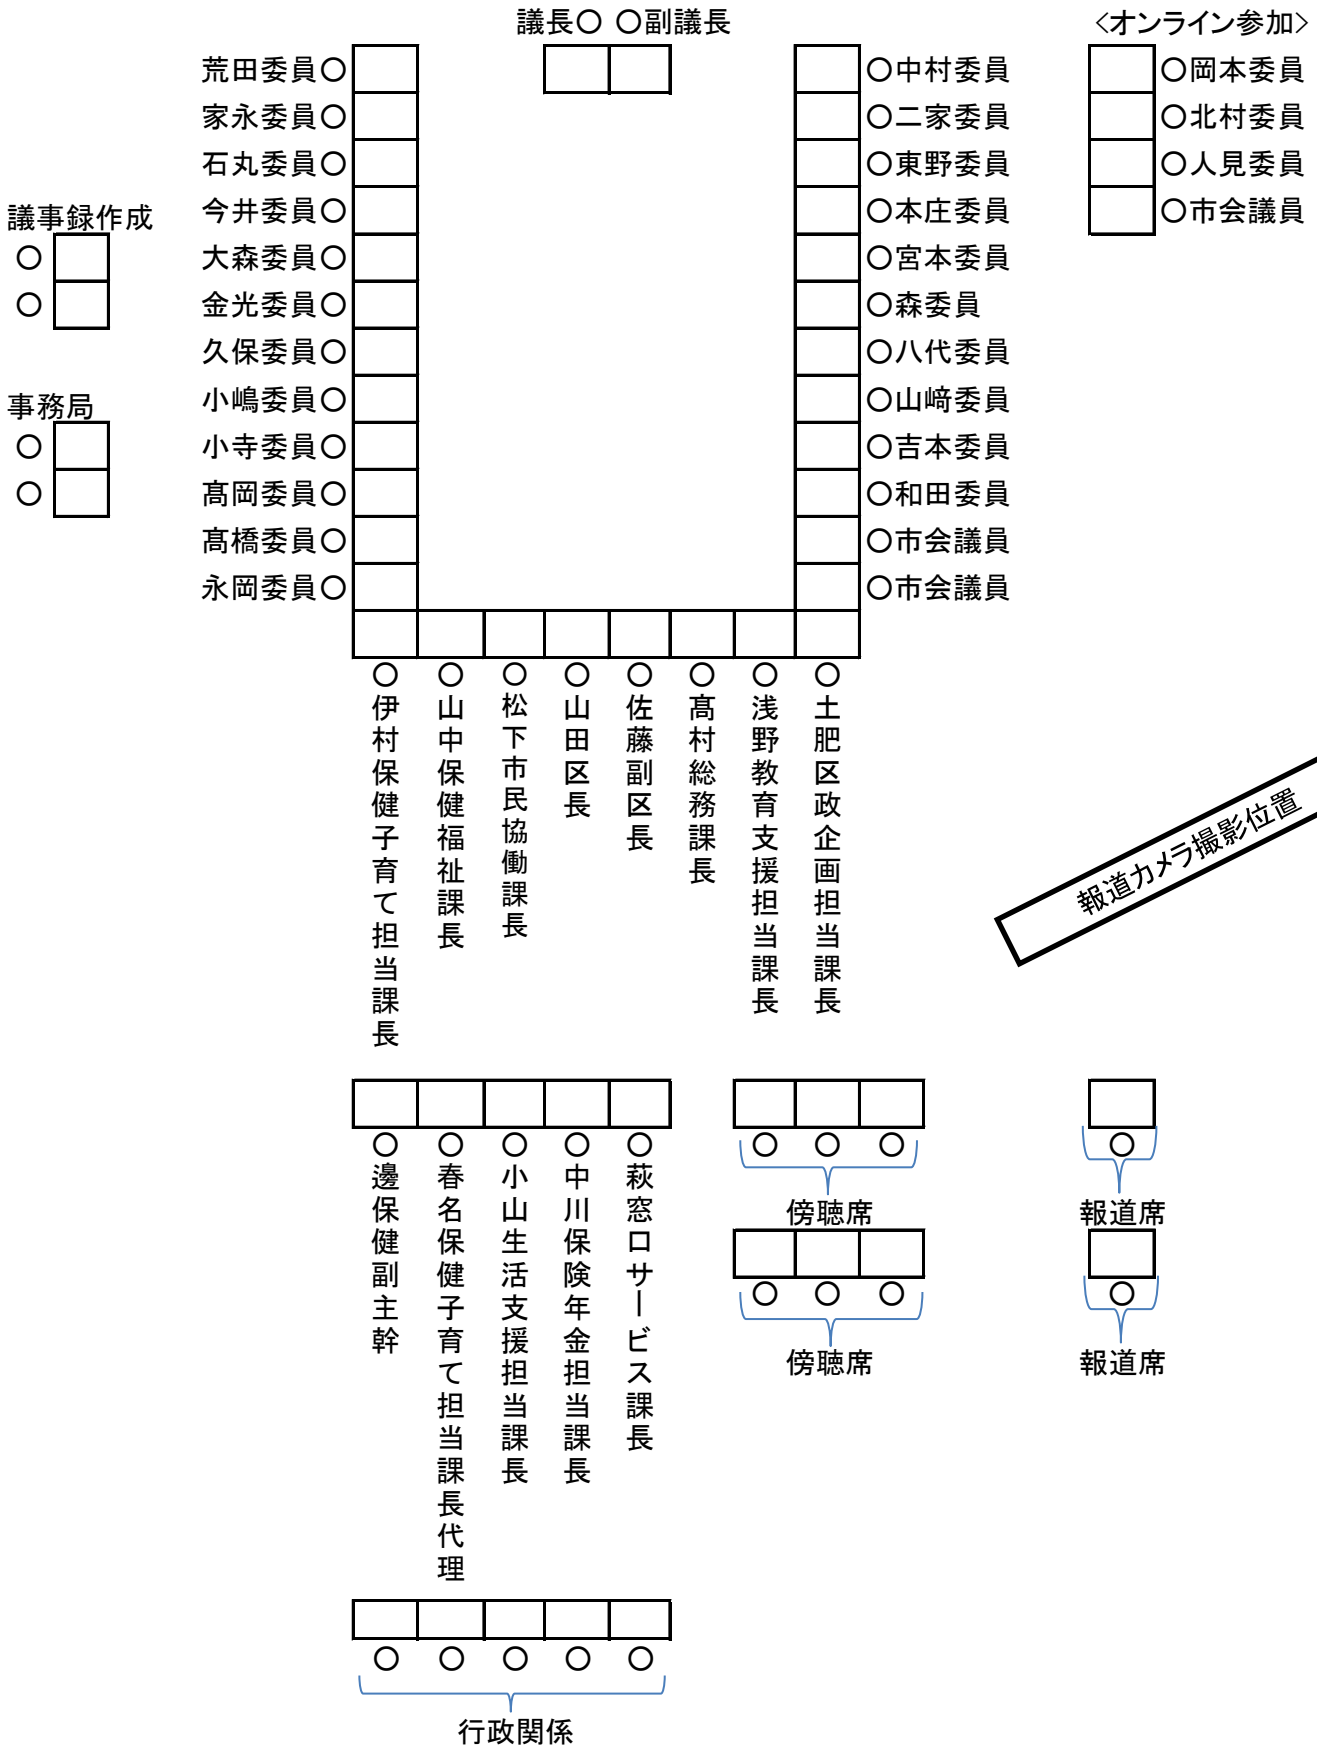 議長○ ○副議長
<オンライン参加>
荒田委員○
家永委員○
石丸委員○
今井委員○
大森委員○
金光委員○
久保委員○
小嶋委員○
小寺委員○
髙岡委員○
髙橋委員○
永岡委員○
○中村委員
○二家委員
○東野委員
○本庄委員
○宮本委員
○森委員
○八代委員
○山﨑委員
○吉本委員
○和田委員
○市会議員
○市会議員
○岡本委員
○北村委員
○人見委員
○市会議員
議事録作成
○
○
事務局
○
○
○伊村保健子育て担当課長
○山中保健福祉課長
○松下市民協働課長
○山田区長
○佐藤副区長
○髙村総務課長
○浅野教育支援担当課長
○土肥区政企画担当課長
報道カメラ撮影位置
○邊保健副主幹
○春名保健子育て担当課長代理
○小山生活支援担当課長
○中川保険年金担当課長
○萩窓口サービス課長
○ ○ ○
傍聴席
○
報道席
○ ○ ○
傍聴席
○
報道席
○ ○ ○ ○ ○
行政関係